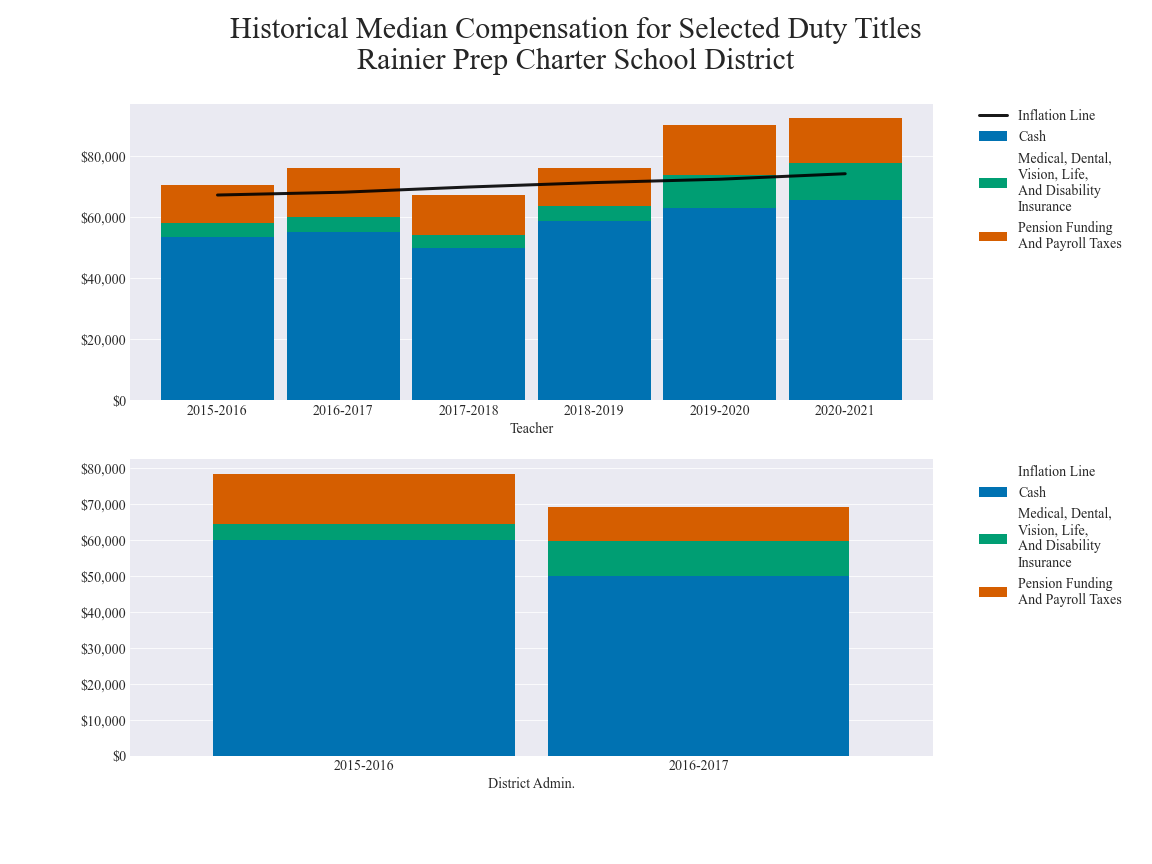 Historical Median Compensation for Selected Duty Titles
Rainier Prep Charter School District
$80,000
$60,000
$40,000
$20,000
$0
2015-2016
2016-2017
2017-2018
2018-2019
2019-2020
2020-2021
Teacher
Inflation Line
Cash
Medical, Dental,
Vision, Life,
And Disability
Insurance
Pension Funding
And Payroll Taxes
$80,000
$70,000
$60,000
$50,000
$40,000
$30,000
$20,000
$10,000
$0
2015-2016
2016-2017
District Admin.
Inflation Line
Cash
Medical, Dental,
Vision, Life,
And Disability
Insurance
Pension Funding
And Payroll Taxes